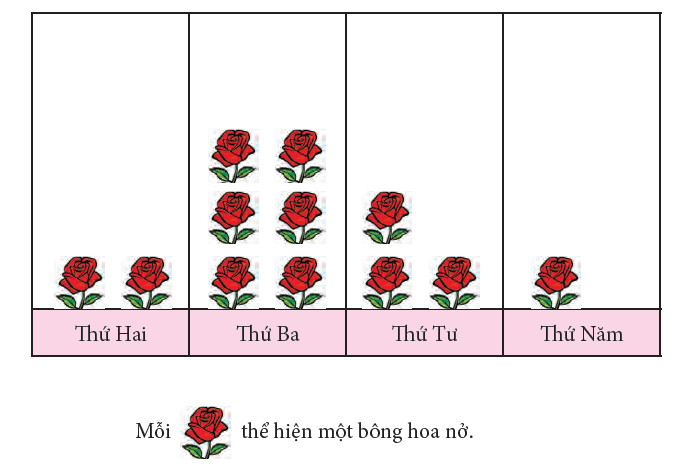 Thứ Hai Thứ Ba Thứ Tư Thứ Năm
Mỗi thể hiện một bông hoa nở.